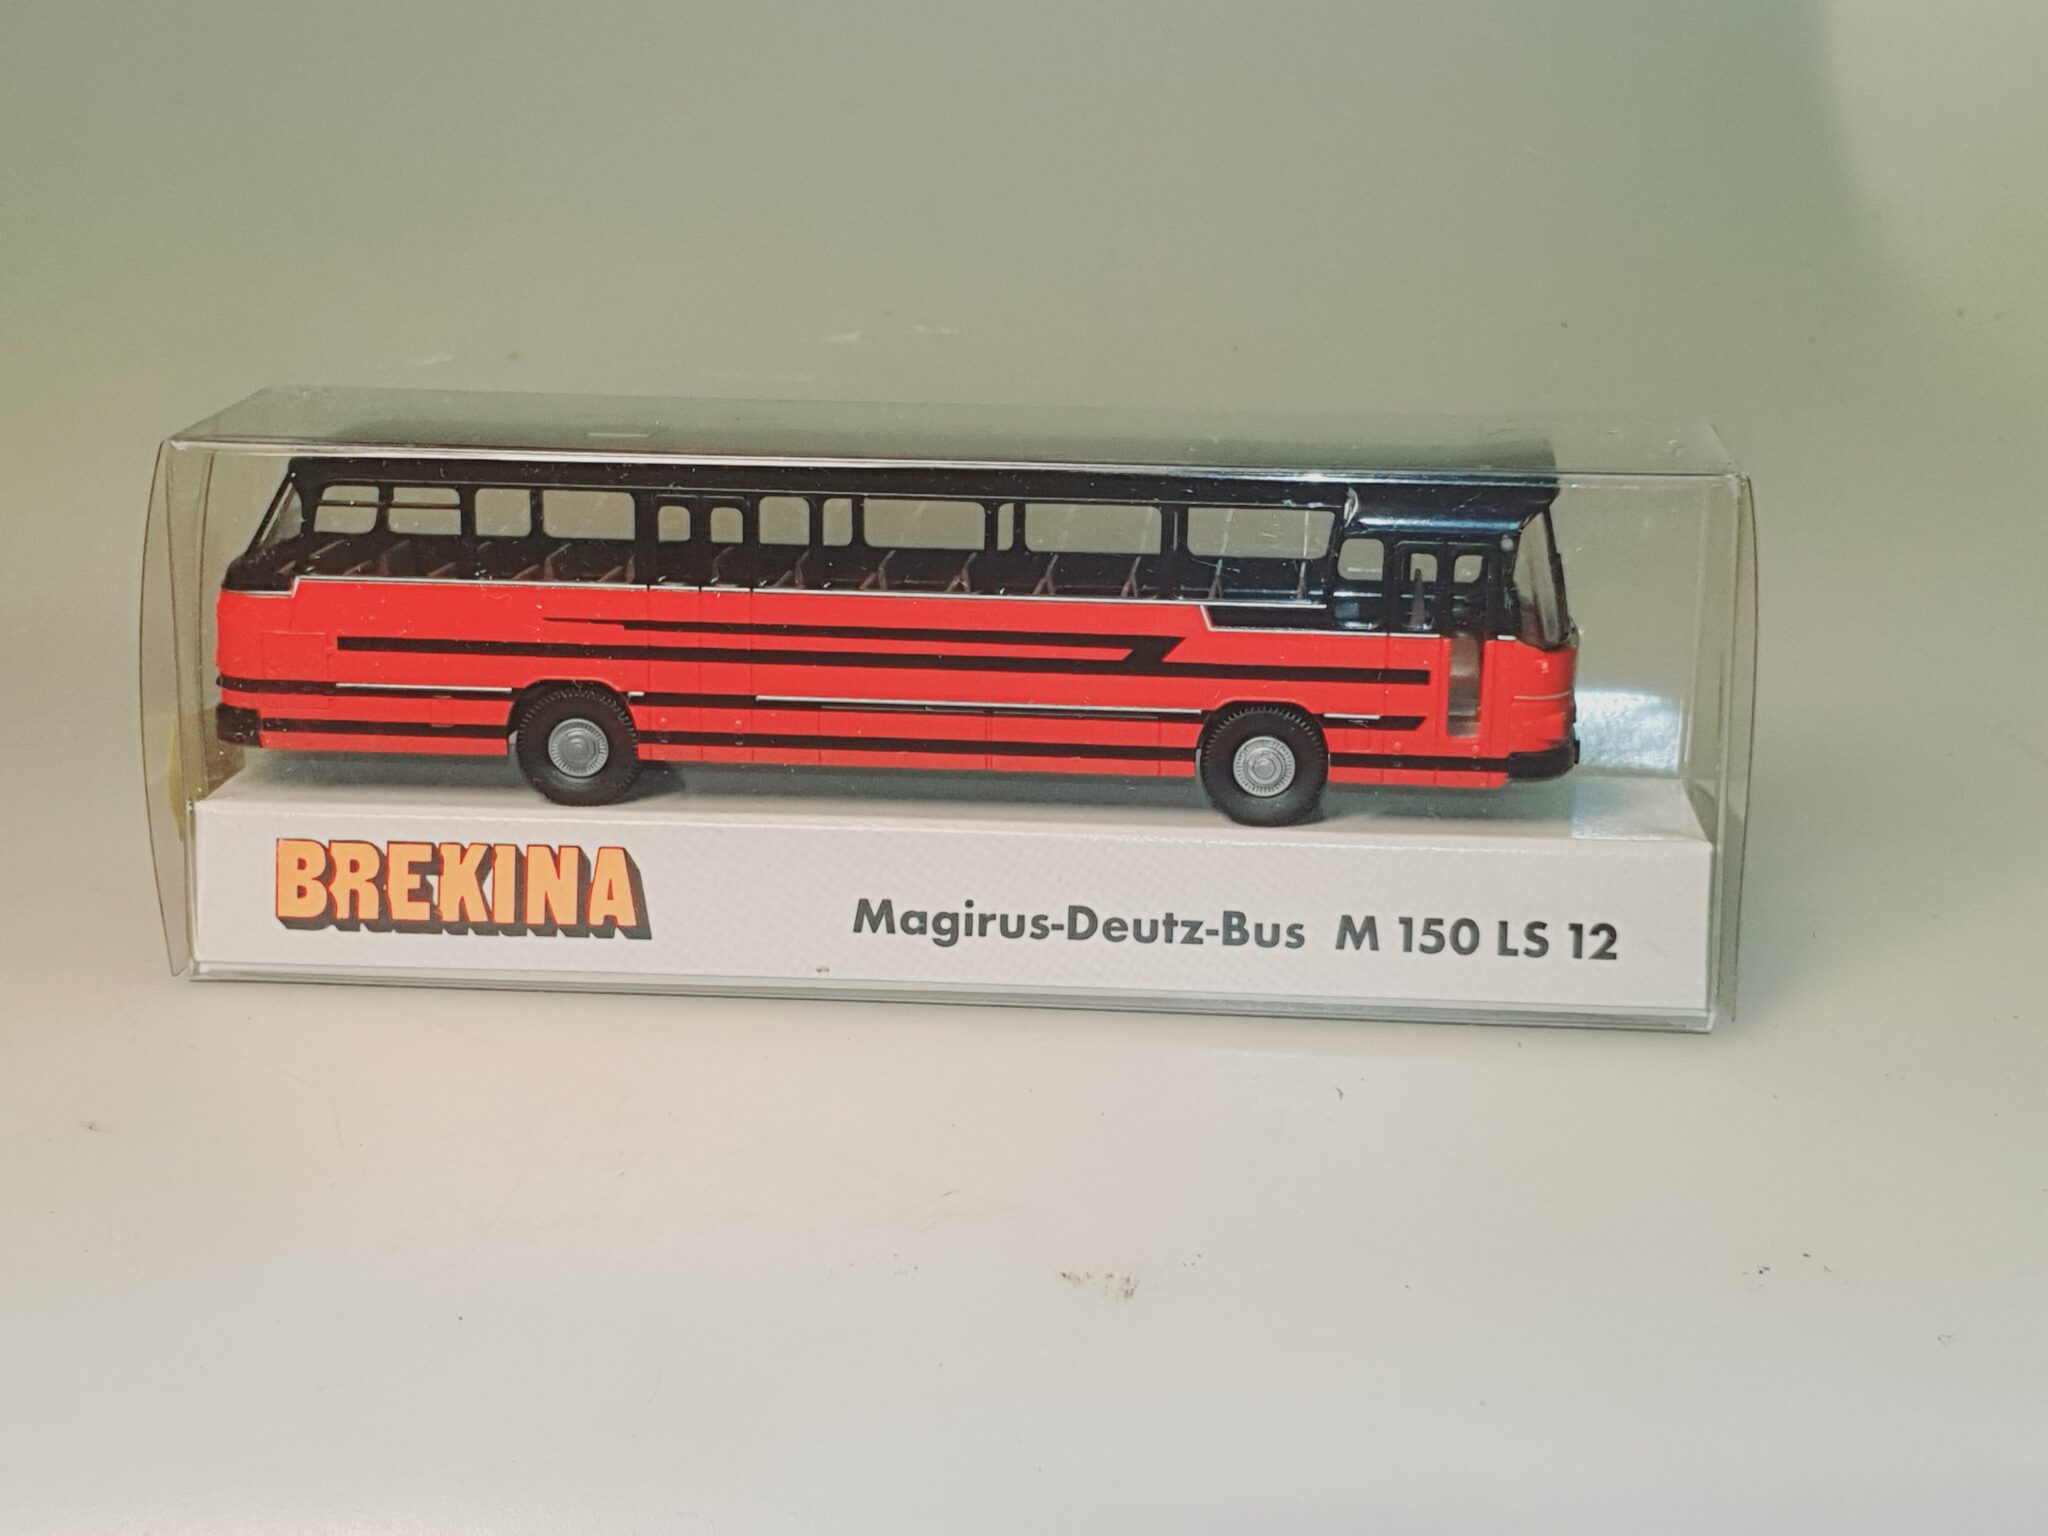 BREKINA
Magirus-Deutz-Bus M 150 LS 12